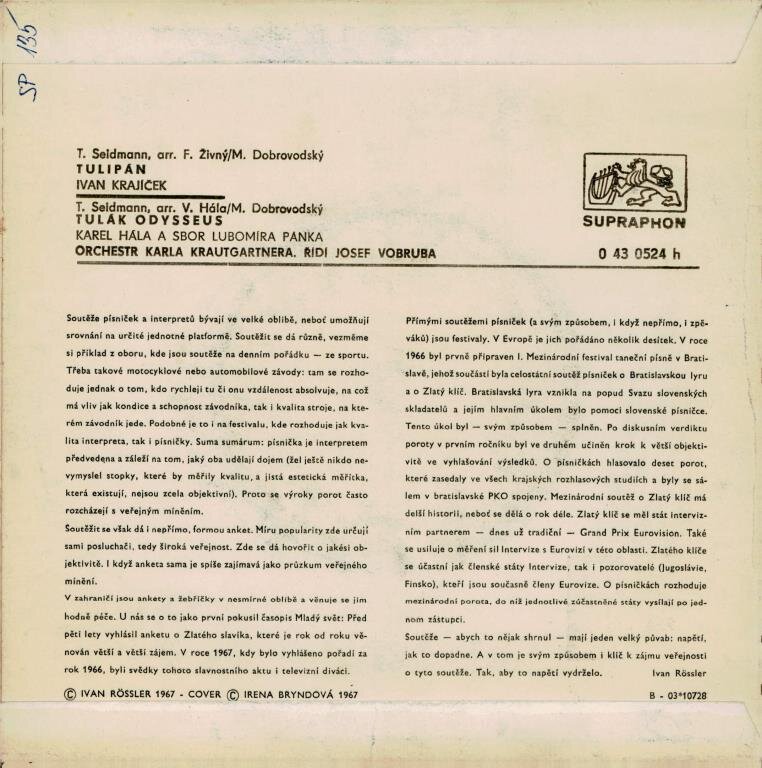 SP 135
T. Seidmann, arr. F. Živný/M. Dobrovodský
TULIPÁN
IVAN KRAJÍČEK
T. Seidmann, arr. V. Hála/M. Dobrovodský
TULÁK ODYSSEUS
KAREL HÁLA A SBOR LUBOMÍRA PÁNKA
ORCHESTR KARLA KRAUTGARTNERA. ŘÍDÍ JOSEF VOBRUBA
SUPRAPHON
0 43 0524 h
Soutěže písniček a interpretů bývají ve velké oblibě, neboť umožňují
srovnání na určité jednotné platformě. Soutěžit se dá různě, vezměme
si příklad z oboru, kde jsou soutěže na denním pořádku — ze sportu.
Třeba takové motocyklové nebo automobilové závody: tam se rozho-
duje jednak o tom, kdo rychleji tu či onu vzdálenost absolvuje, na což
má vliv jak kondice a schopnost závodníka, tak i kvalita stroje, na kte-
rém závodník jede. Podobné je to i na festivalu, kde rozhoduje jak kva-
lita interpreta, tak i písničky. Suma sumárum: písnička je interpretem
předvedena a záleží na tom, jaký oba udělají dojem (žel ještě nikdo ne-
vymyslel stopky, které by měřily kvalitu, a jistá estetická měřítka,
která existují, nejsou zcela objektivní). Proto se výroky porot často
rozcházejí s veřejným míněním.
Soutěžit se však dá i nepřímo, formou anket. Míru popularity zde určují
sami posluchači, tedy široká veřejnost. Zde se dá hovořit o jakési ob-
jektivitě. I když anketa sama je spíše zajímavá jako průzkum veřejného
mínění.
V zahraničí jsou ankety a žebříčky v nesmírné oblibě a věnuje se jim
hodně péče. U nás se o to jako první pokusil časopis Mladý svět: Před
pěti lety vyhlásil anketu o Zlatého slavíka, které je rok od roku vě-
nován větší a větší zájem. V roce 1967, kdy bylo vyhlášeno pořadí za
rok 1966, byli svědky tohoto slavnostního aktu i televizní diváci.
© IVAN RÖSSLER 1967 - COVER © IRENA BRYNDOVÁ 1967
Přímými soutěžemi písniček (a svým způsobem, i když nepřímo, i zpě-
váků) jsou festivaly. V Evropě je jich pořádáno několik desítek. V roce
1966 byl prvně připraven I. Mezinárodní festival taneční písně v Brati-
slavě, jehož součástí byla celostátní soutěž písniček o Bratislavskou lyru
a o Zlatý klíč. Bratislavská lyra vznikla na popud Svazu slovenských
skladatelů a jejím hlavním úkolem bylo pomoci slovenské písničce.
Tento úkol byl — svým způsobem — splněn. Po diskusním verdiktu
poroty v prvním ročníku byl ve druhém učiněn krok k větší objekti-
vitě ve vyhlašování výsledků. O písničkách hlasovalo deset porot,
které zasedaly ve všech krajských rozhlasových studiích a byly se sá-
lem v bratislavské PKO spojeny. Mezinárodní soutěž o Zlatý klíč má
delší historii, neboť se dělá o rok déle. Zlatý klíč se měl stát interviz-
ním partnerem — dnes už tradiční — Grand Prix Eurovision. Také
se usiluje o měření sil Intervize s Eurovizí v této oblasti. Zlatého klíče
se účastní jak členské státy Intervize, tak i pozorovatelé (Jugoslávie,
Finsko), kteří jsou současně členy Eurovize. O písničkách rozhoduje
mezinárodní porota, do níž jednotlivé zúčastněné státy vysílají po jed-
nom zástupci.
Soutěže — abych to nějak shrnul — mají jeden velký půvab: napětí,
jak to dopadne. A v tom je svým způsobem i klíč k zájmu veřejnosti
o tyto soutěže. Tak, aby to napětí vydrželo. Ivan Rössler
B - 03*10728